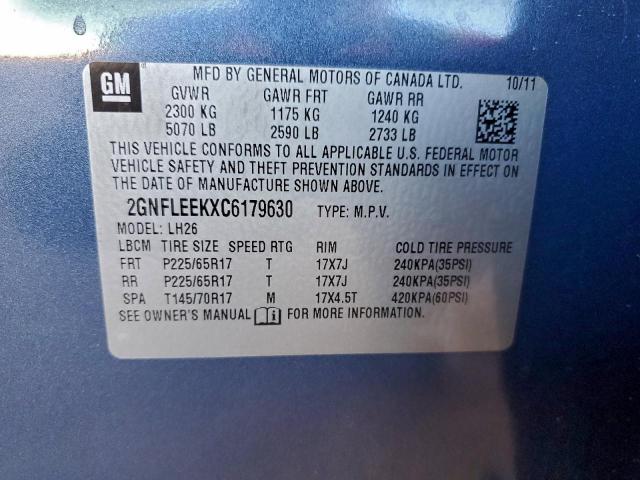 GM
MFD BY GENERAL MOTORS OF CANADA LTD. 10/11
GVWR GAWR FRT GAWR RR
2300 KG 1175 KG 1240 KG
5070 LB 2590 LB 2733 LB
THIS VEHICLE CONFORMS TO ALL APPLICABLE U.S. FEDERAL MOTOR
VEHICLE SAFETY AND THEFT PREVENTION STANDARDS IN EFFECT
ON THE DATE OF MANUFACTURE SHOWN ABOVE.
2GNFLEEKXC6179630 TYPE: M.P.V.
MODEL: LH26
LBCM TIRE SIZE SPEED RTG RIM COLD TIRE PRESSURE
FRT P225/65R17 T 17X7J 240KPA(35PSI)
RR P225/65R17 T 17X7J 240KPA(35PSI)
SPA T145/70R17 M 17X4.5T 420KPA(60PSI)
SEE OWNER'S MANUAL FOR MORE INFORMATION.